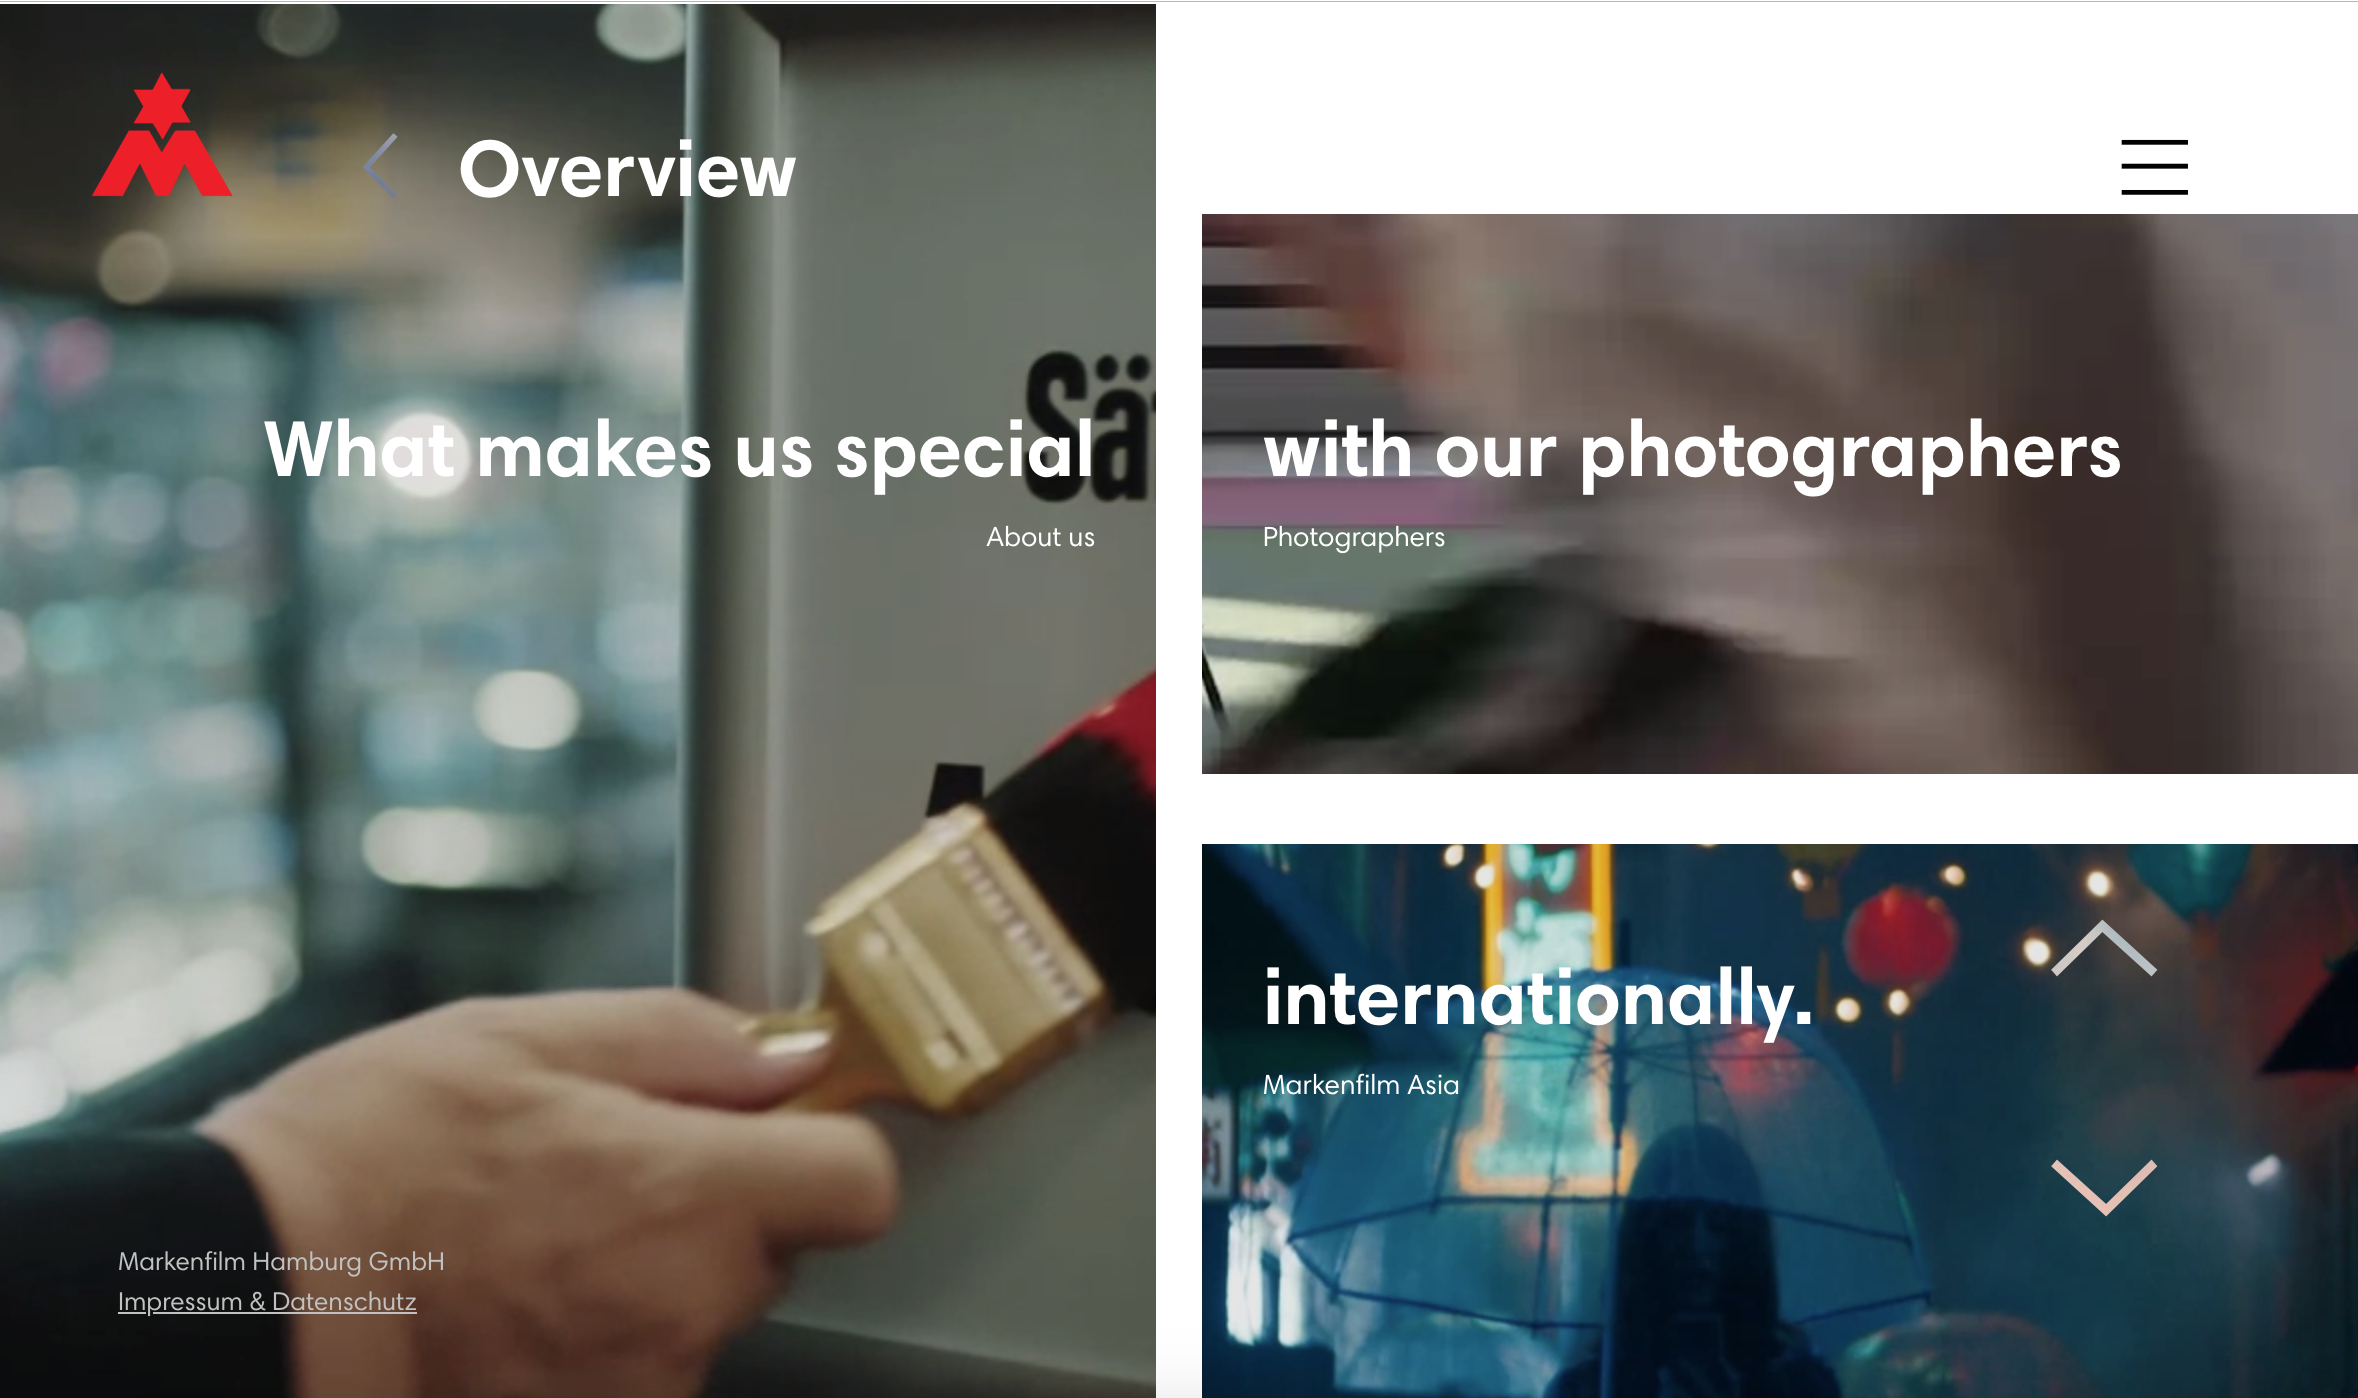 Overview
What makes us special
About us
with our photographers
Photographers
internationally.
Markenfilm Asia
Markenfilm Hamburg GmbH
Impressum & Datenschutz